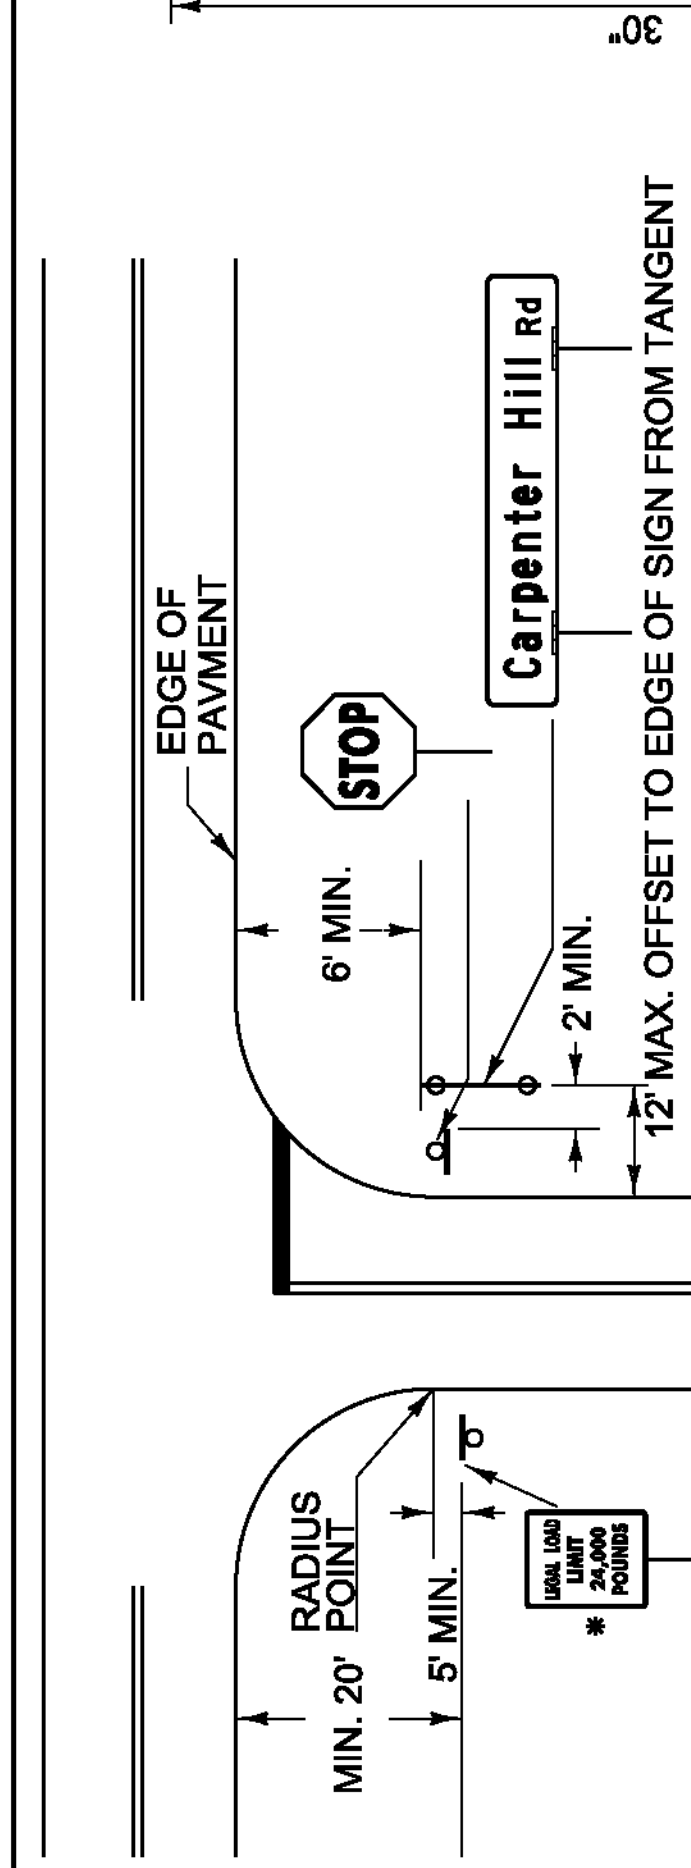 30"
EDGE OF
PAVMENT
STOP
Carpenter Hill Rd
6' MIN.
2' MIN.
12' MAX. OFFSET TO EDGE OF SIGN FROM TANGENT
RADIUS
POINT
MIN. 20'
5' MIN.
LEGAL LOAD
LIMIT
24,000
POUNDS
*